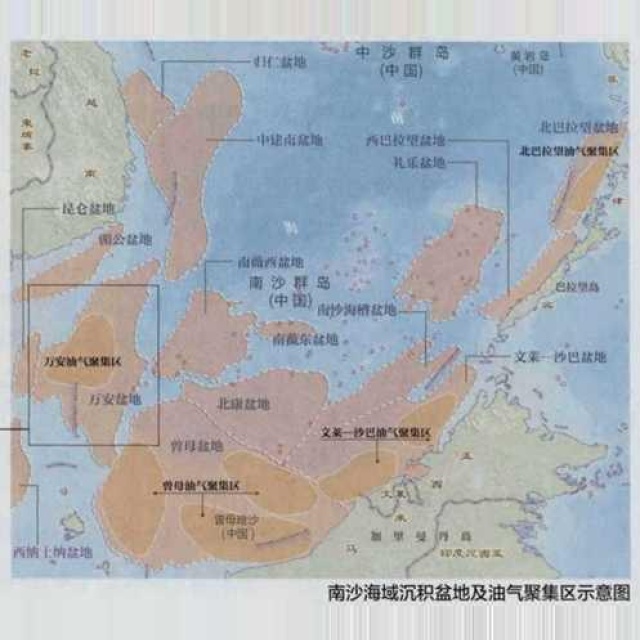 中沙群岛
(中国)
黄岩岛
(中国)
归仁盆地
老挝
越
南
柬埔寨
中建南盆地
西巴拉望盆地
礼乐盆地
北巴拉望盆地
北巴拉望油气聚集区
菲
律
宾
昆仑盆地
湄公盆地
南薇西盆地
南沙群岛
(中国)
巴拉望岛
南沙海槽盆地
南薇东盆地
文莱—沙巴盆地
万安油气聚集区
万安盆地
北康盆地
曾母盆地
文莱—沙巴油气聚集区
曾母油气聚集区
曾母暗沙
(中国)
文莱
马
来
西
亚
加里曼丹岛
印度尼西亚
西纳土纳盆地
南沙海域沉积盆地及油气聚集区示意图